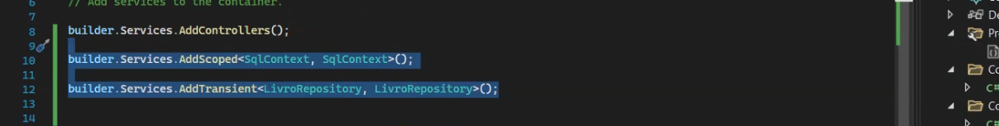 6
// Add services to the container.
7
8 builder.Services.AddControllers();
9
10 builder.Services.AddScoped<SqlContext, SqlContext>();
11
12 builder.Services.AddTransient<LivroRepository, LivroRepository>();
13
14
De
Pr
Co
C#
Co
C#